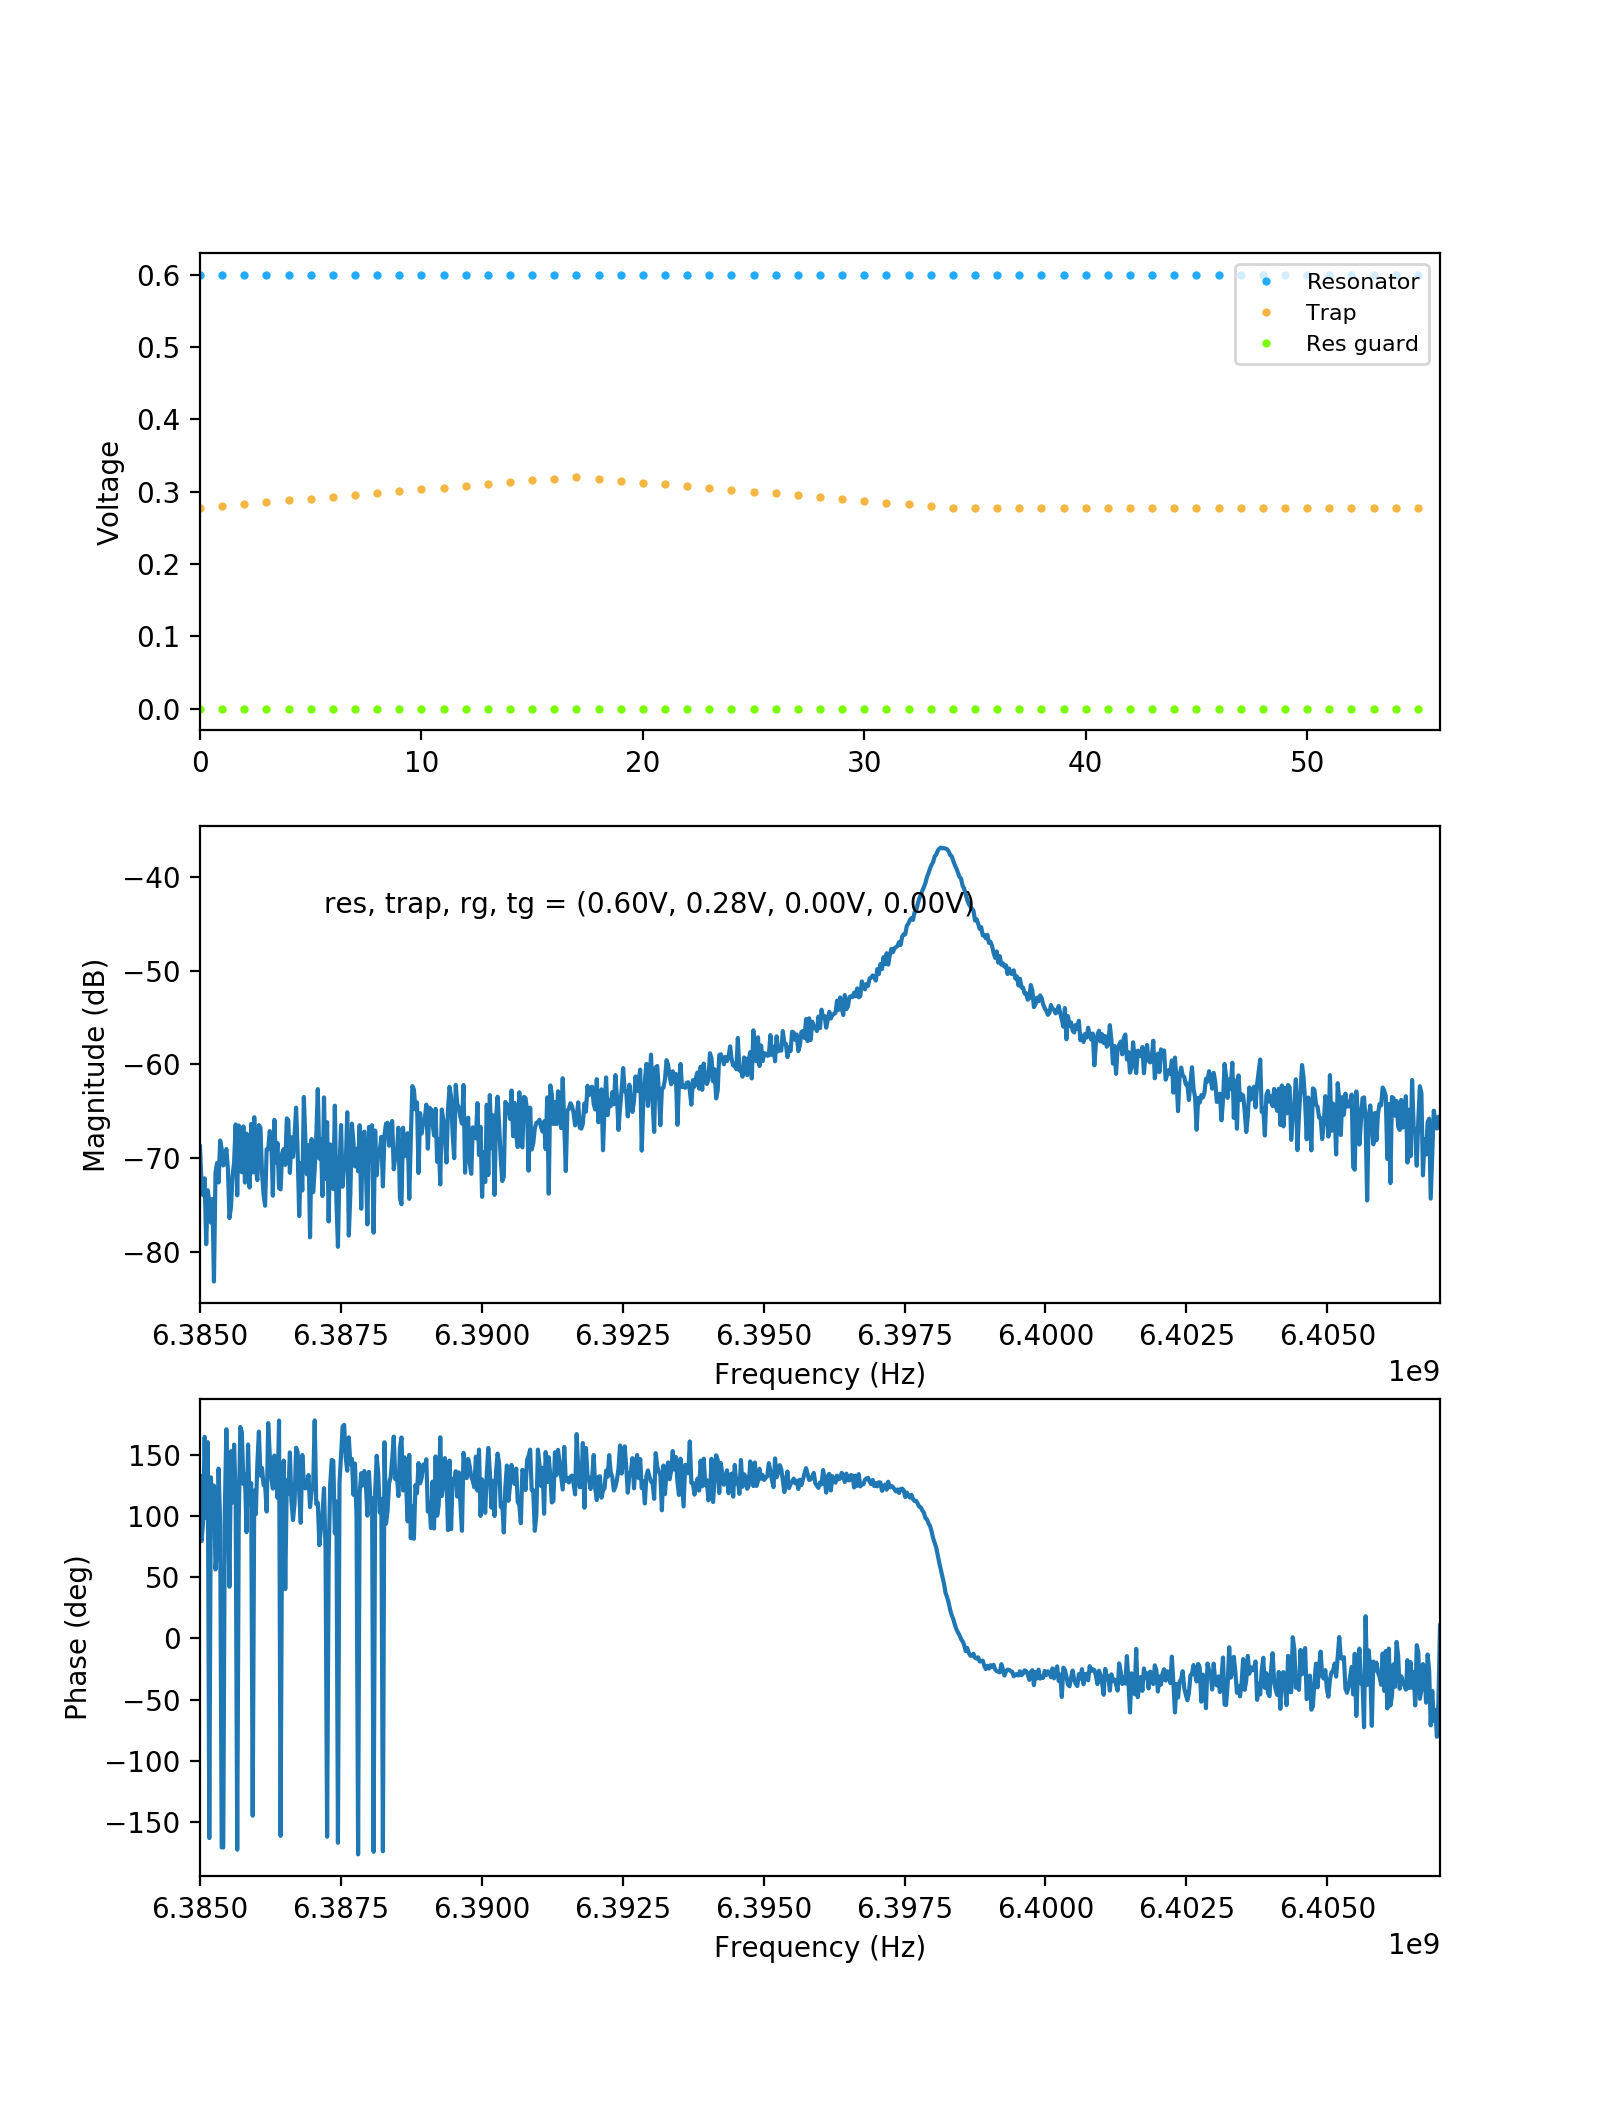 0.6
0.5
0.4
0.3
0.2
0.1
0.0
Voltage
Resonator
Trap
Res guard
0 10 20 30 40 50
−40
−50
−60
−70
−80
Magnitude (dB)
res, trap, rg, tg = (0.60V, 0.28V, 0.00V, 0.00V)
6.3850 6.3875 6.3900 6.3925 6.3950 6.3975 6.4000 6.4025 6.4050
1e9
Frequency (Hz)
150
100
50
0
−50
−100
−150
Phase (deg)
6.3850 6.3875 6.3900 6.3925 6.3950 6.3975 6.4000 6.4025 6.4050
1e9
Frequency (Hz)